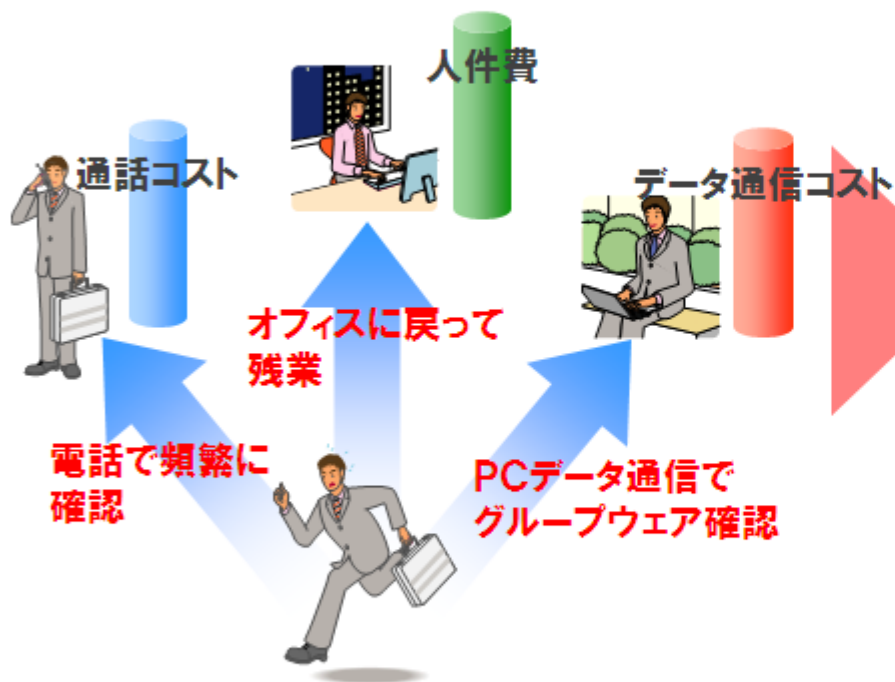 人件費
通話コスト
データ通信コスト
オフィスに戻って
残業
電話で頻繁に
確認
PCデータ通信で
グループウェア確認